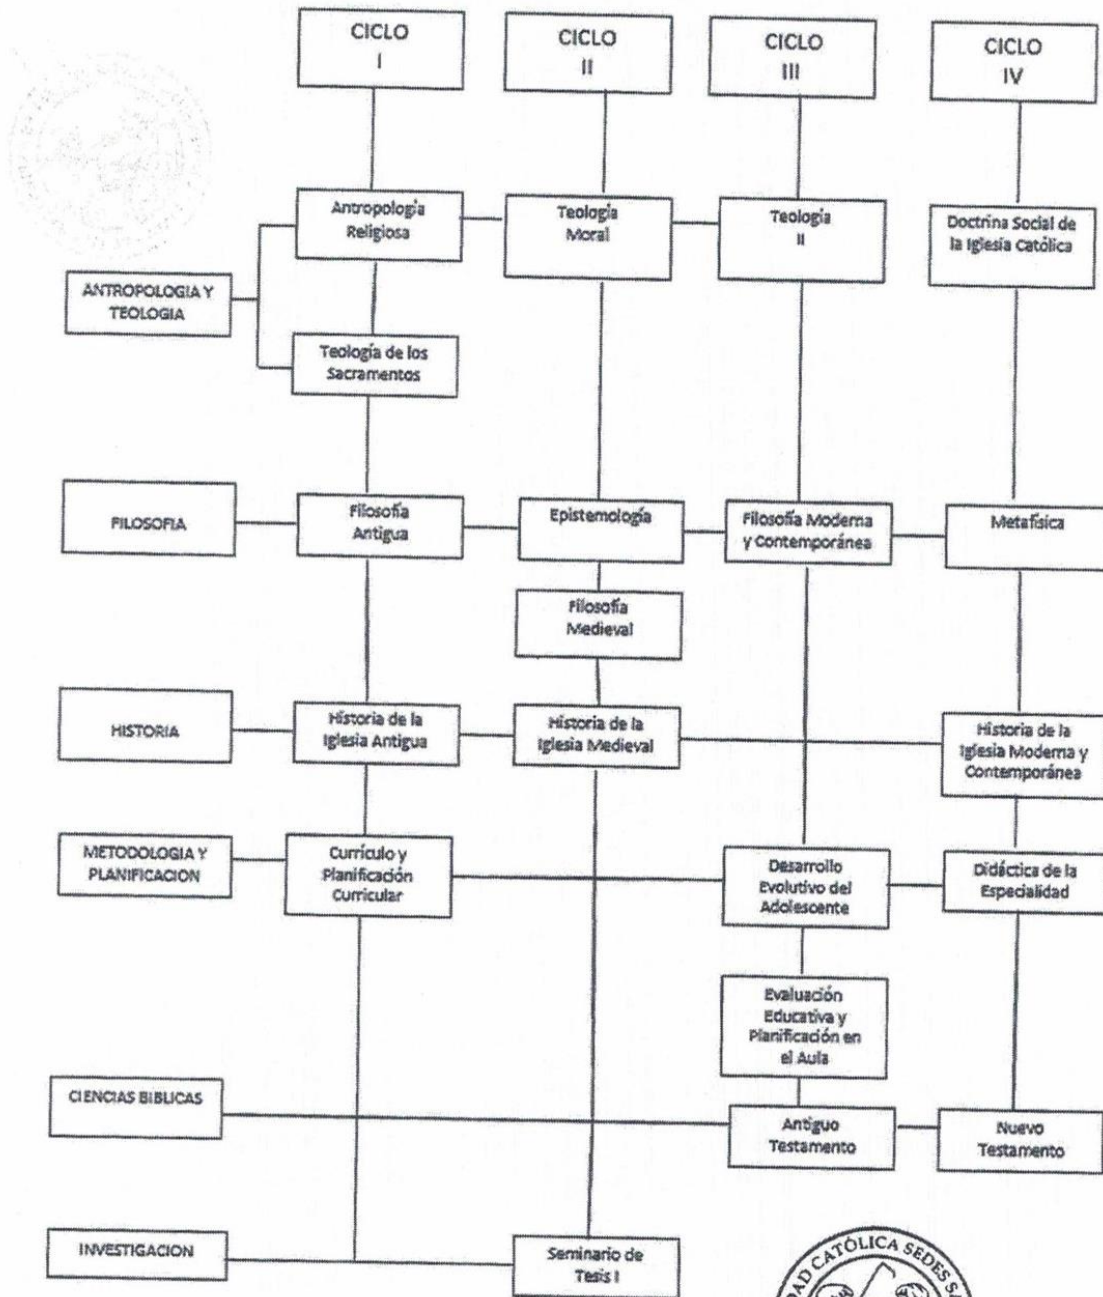 CICLO
I
CICLO
II
CICLO
III
CICLO
IV
Antropología
Religiosa
Teología
Moral
Teología
II
Doctrina Social de
la Iglesia Católica
ANTROPOLOGIA Y
TEOLOGIA
Teología de los
Sacramentos
FILOSOFIA
Filosofía
Antigua
Epistemología
Filosofía Moderna
y Contemporánea
Metafísica
Filosofía
Medieval
HISTORIA
Historia de la
Iglesia Antigua
Historia de la
Iglesia Medieval
Historia de la
Iglesia Moderna y
Contemporánea
METODOLOGIA Y
PLANIFICACION
Currículo y
Planificación
Curricular
Desarrollo
Evolutivo del
Adolescente
Didáctica de la
Especialidad
Evaluación
Educativa y
Planificación en
el Aula
CIENCIAS BIBLICAS
Antiguo
Testamento
Nuevo
Testamento
INVESTIGACION
Seminario de
Tesis I
CATÓLICA SEDES